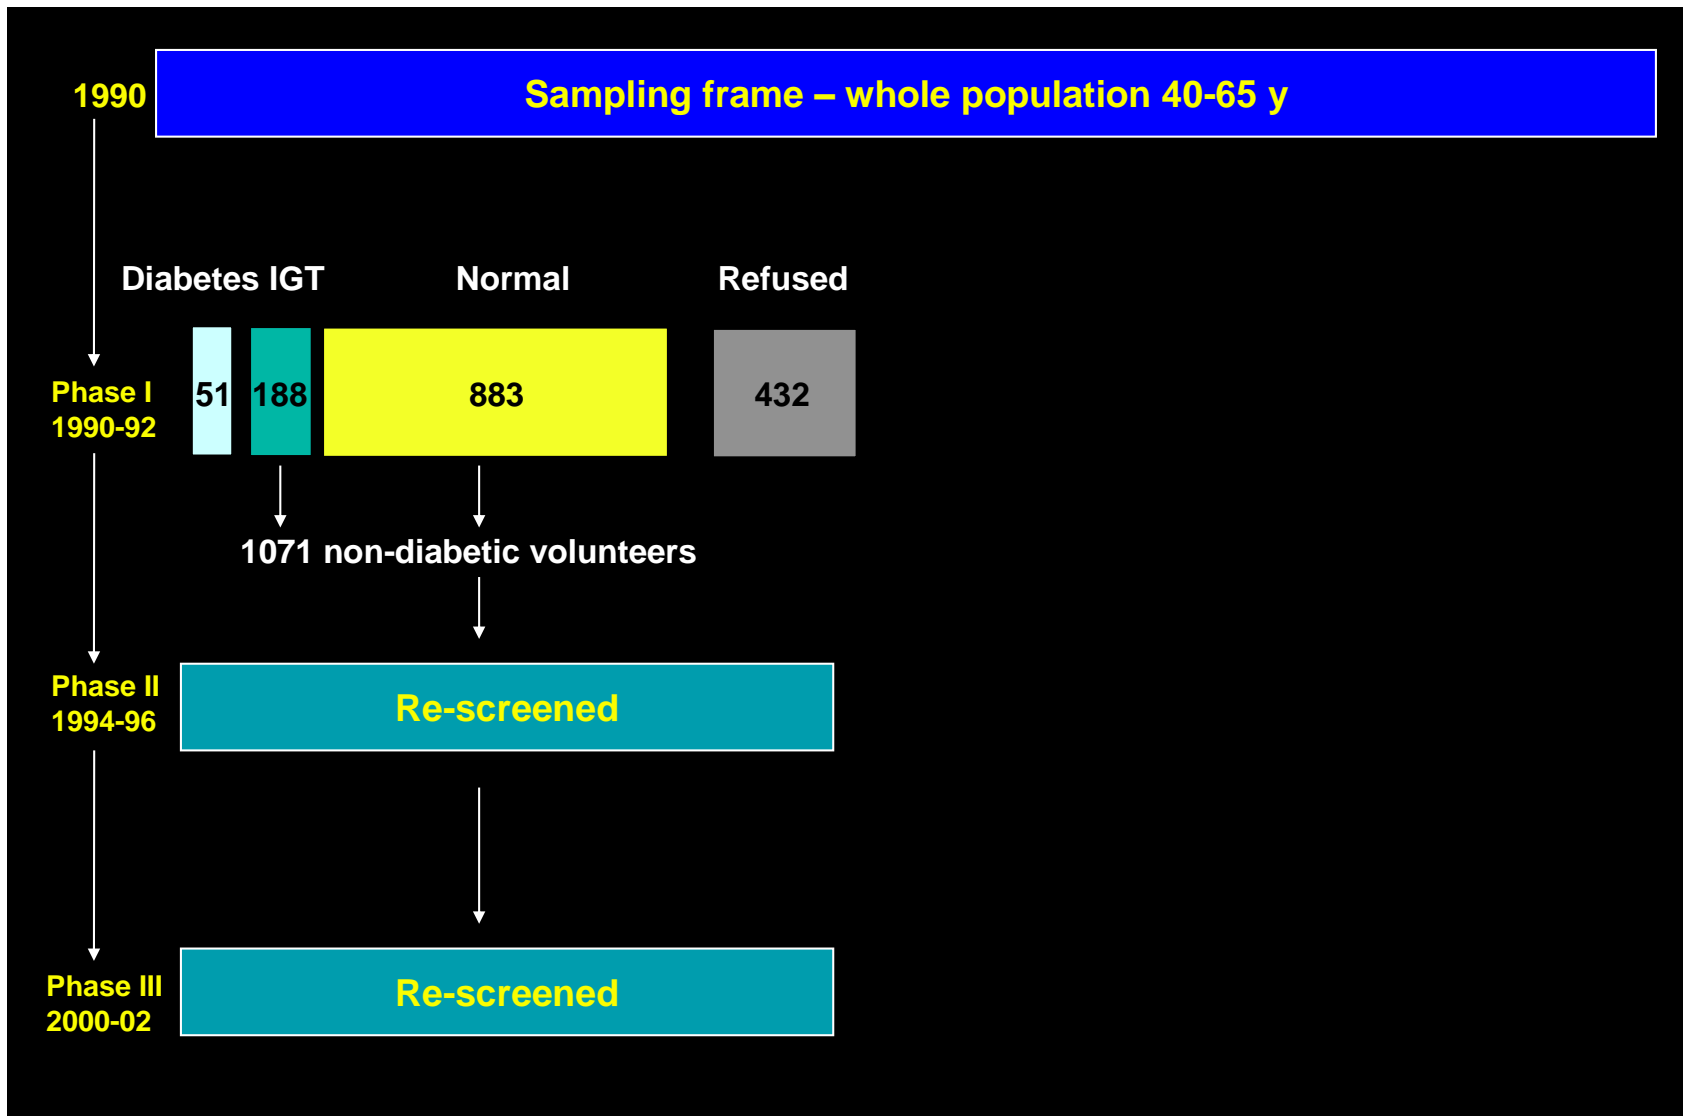 1990
Sampling frame – whole population 40-65 y
Diabetes IGT
Normal
Refused
Phase I
1990-92
51
188
883
432
1071 non-diabetic volunteers
Phase II
1994-96
Re-screened
Phase III
2000-02
Re-screened